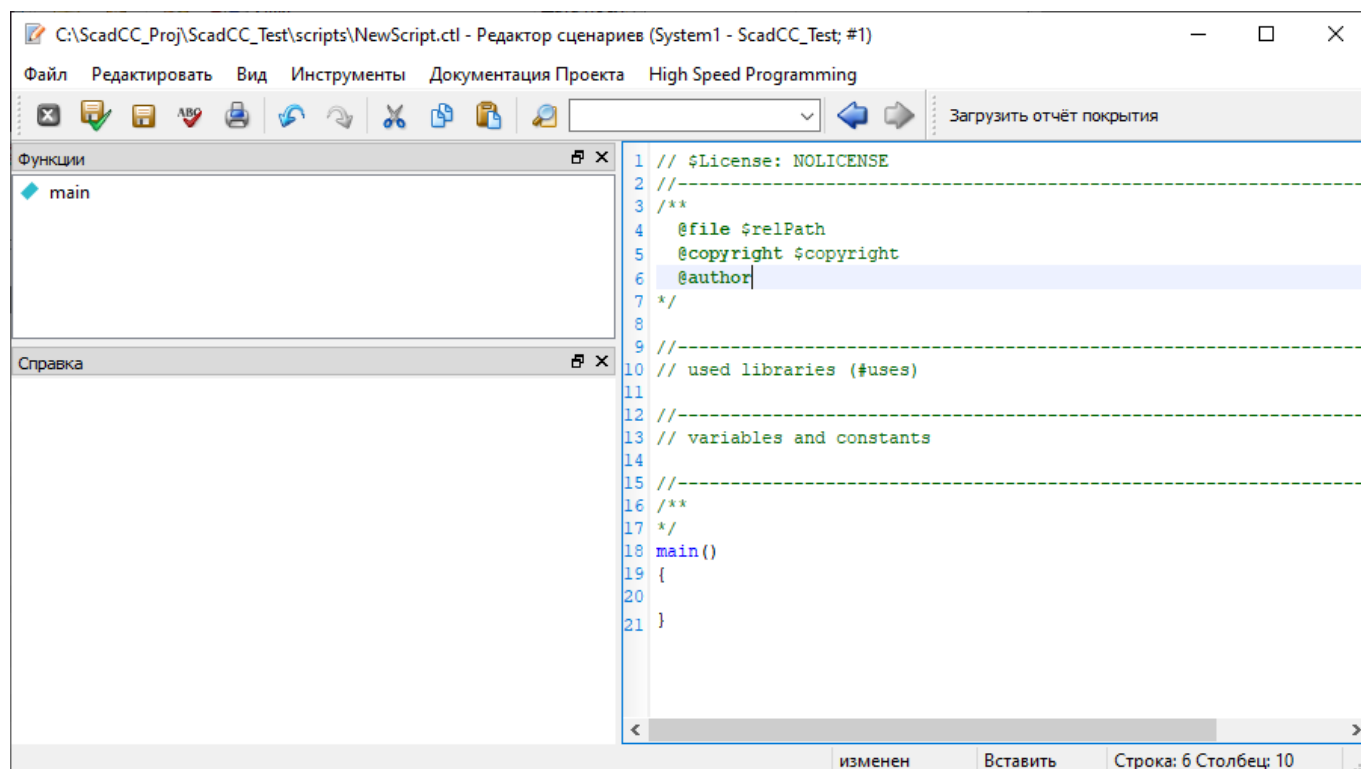 C:\ScadCC_Proj\ScadCC_Test\scripts\NewScript.ctl - Редактор сценариев (System1 - ScadCC_Test; #1)
Файл Редактировать Вид Инструменты Документация Проекта High Speed Programming
ABC Загрузить отчёт покрытия
Функции
main
Справка
1 // $License: NOLICENSE
2 //------------------------------------------------------------------
3 /**
4 @file $relPath
5 @copyright $copyright
6 @author
7 */
8
9 //------------------------------------------------------------------
10 // used libraries (#uses)
11
12 //------------------------------------------------------------------
13 // variables and constants
14
15 //------------------------------------------------------------------
16 /**
17 */
18 main()
19 {
20
21 }
изменен Вставить Строка: 6 Столбец: 10